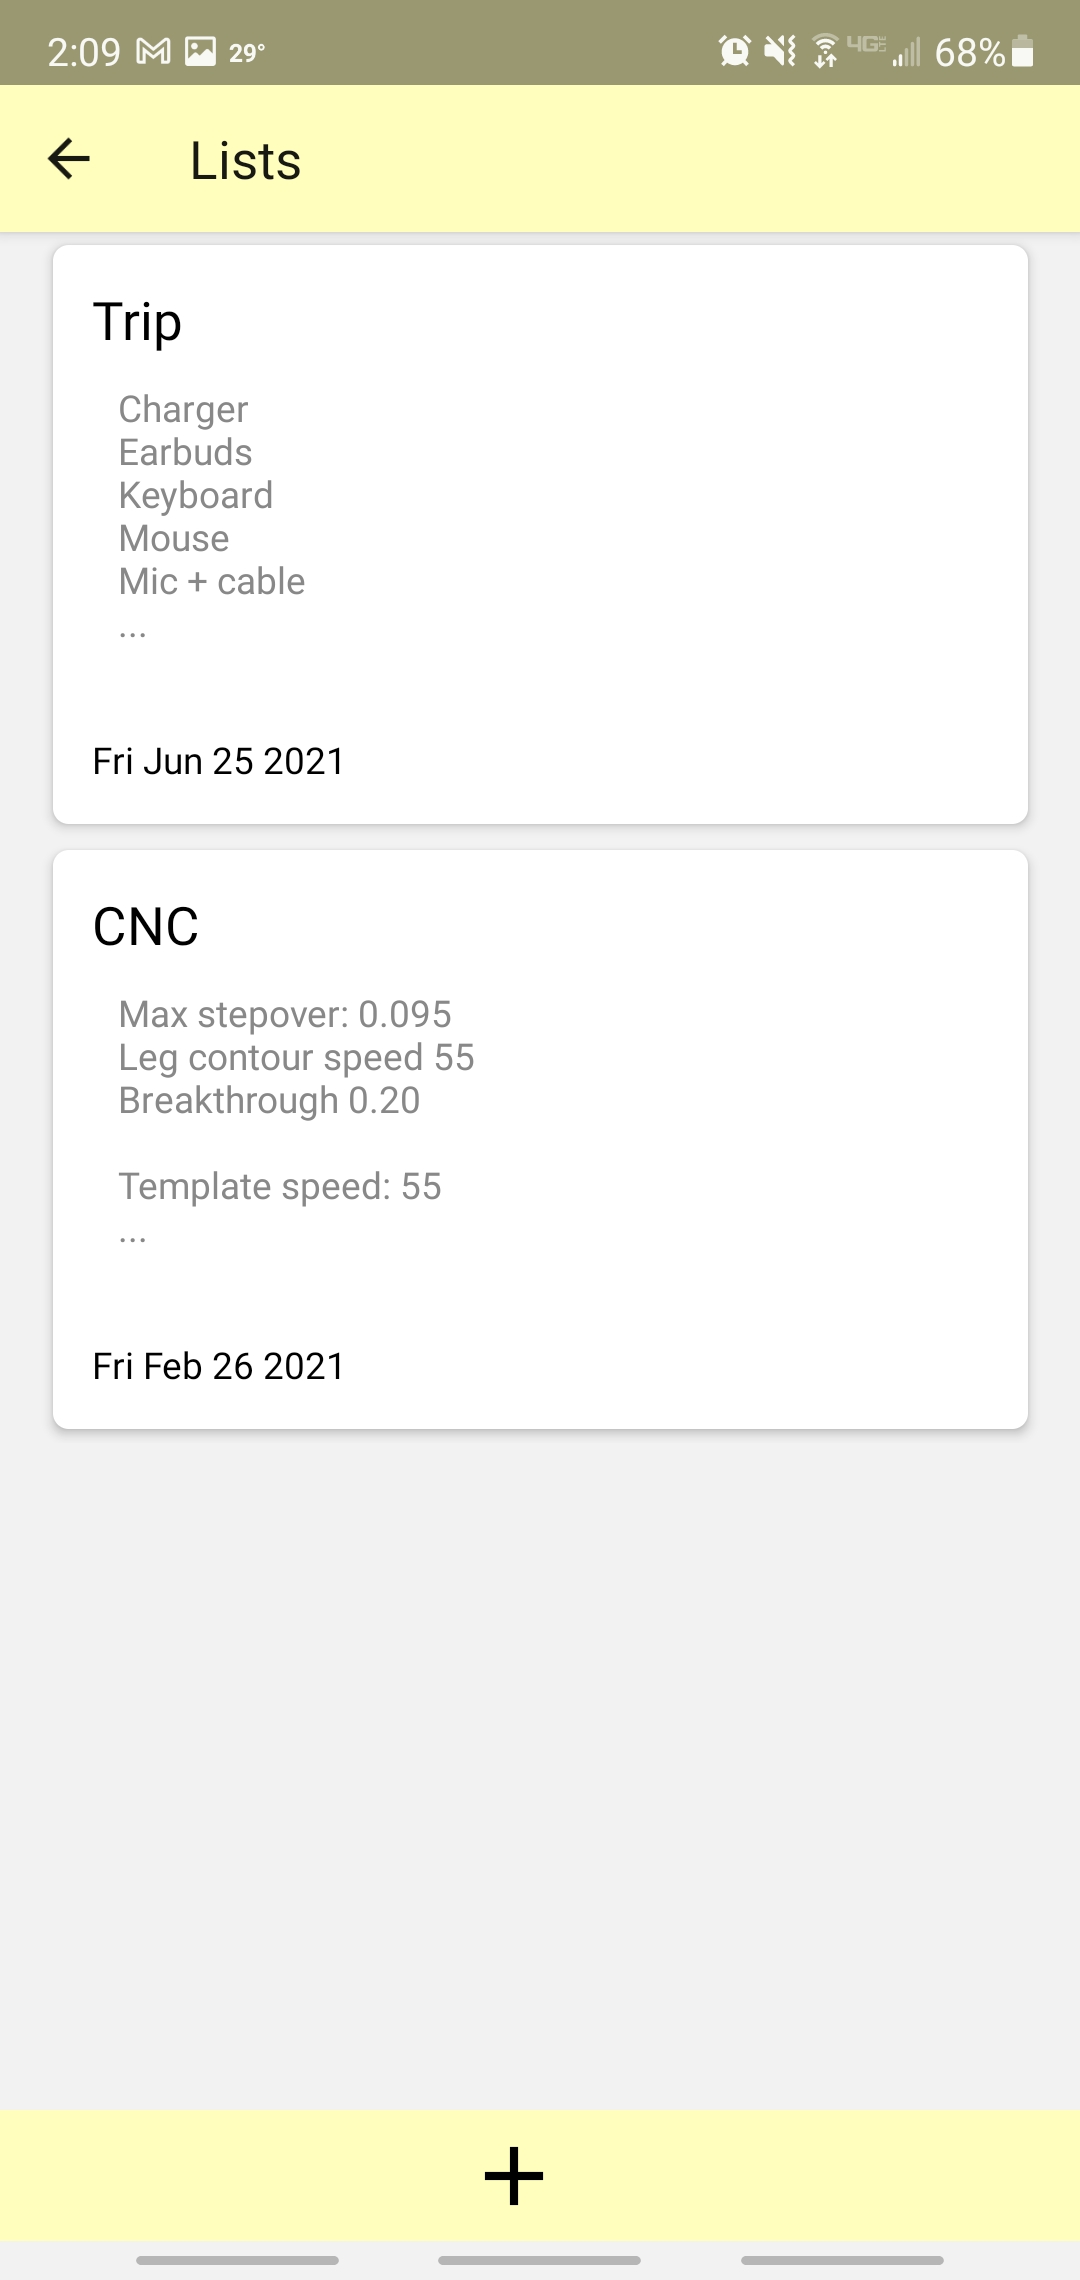 2:09 29° 4G LTE 68%
Lists
Trip
Charger
Earbuds
Keyboard
Mouse
Mic + cable
...
Fri Jun 25 2021
CNC
Max stepover: 0.095
Leg contour speed 55
Breakthrough 0.20
Template speed: 55
...
Fri Feb 26 2021